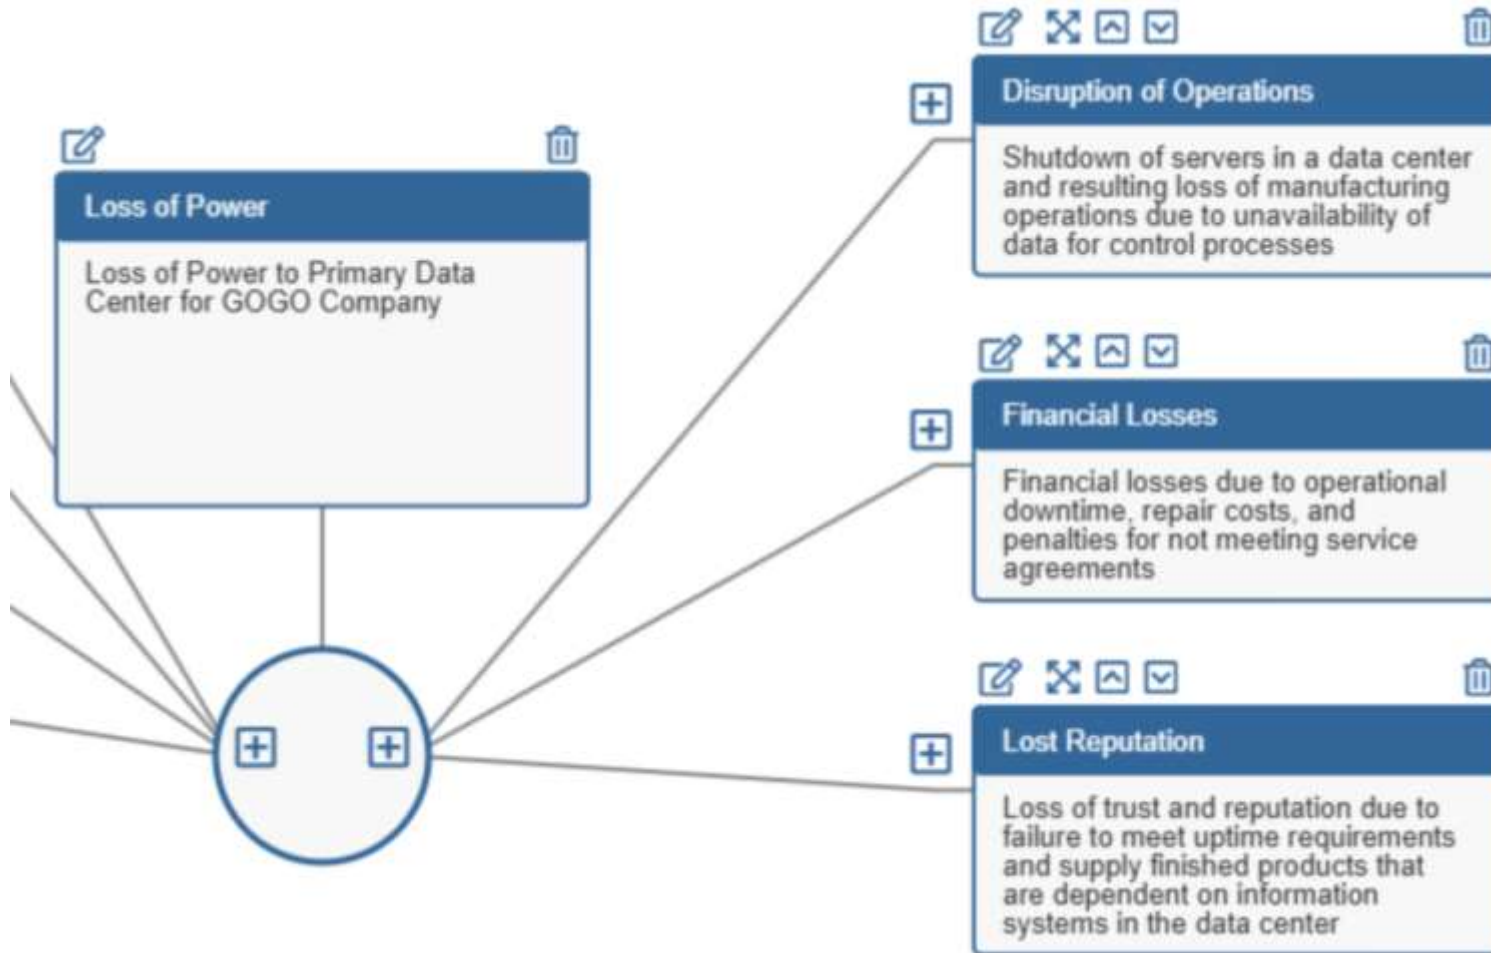 Loss of Power
Loss of Power to Primary Data
Center for GOGO Company
Disruption of Operations
Shutdown of servers in a data center
and resulting loss of manufacturing
operations due to unavailability of
data for control processes
Financial Losses
Financial losses due to operational
downtime, repair costs, and
penalties for not meeting service
agreements
Lost Reputation
Loss of trust and reputation due to
failure to meet uptime requirements
and supply finished products that
are dependent on information
systems in the data center